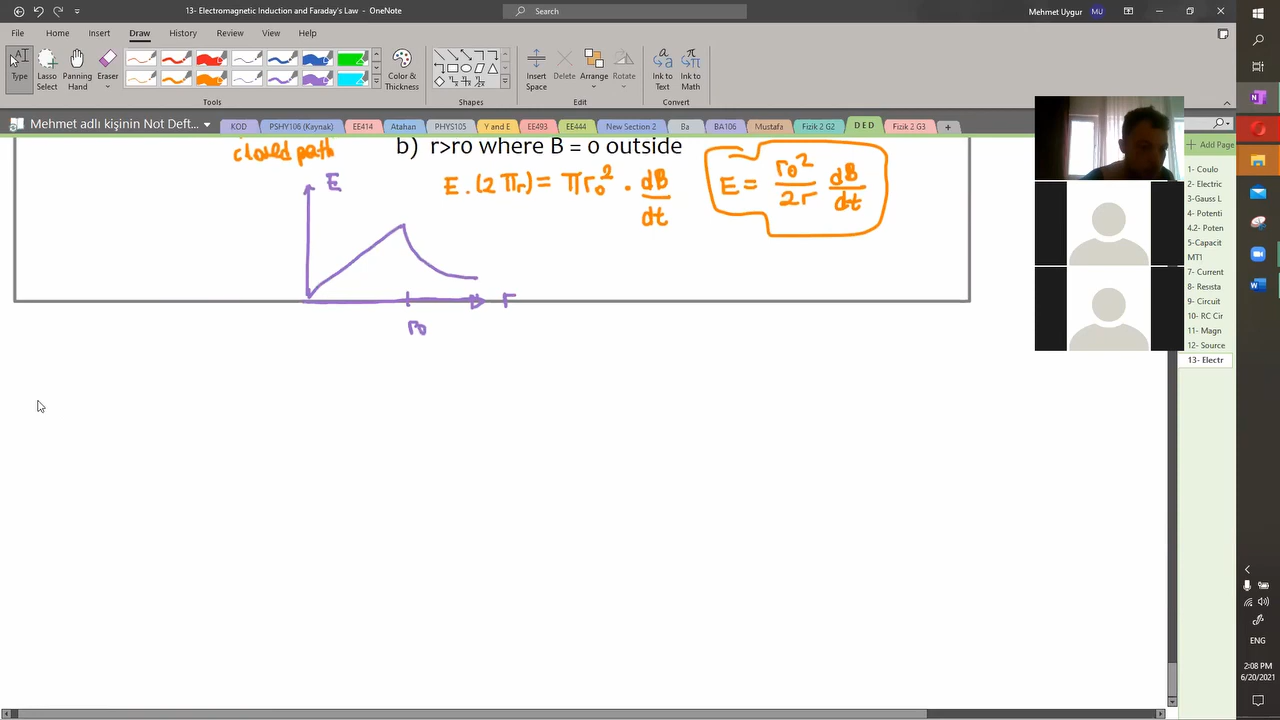 13- Electromagnetic Induction and Faraday's Law - OneNote
Search
Mehmet Uygur
MU
File
Home
Insert
Draw
History
Review
View
Help
Type
Lasso
Select
Panning
Hand
Eraser
Color &
Thickness
Insert
Space
Delete
Arrange
Rotate
Ink to
Text
Ink to
Math
Tools
Shapes
Edit
Convert
Mehmet adlı kişinin Not Deft...
KOD
PSHY106 (Kaynak)
EE414
Atahan
PHYS105
Y and E
EE493
EE444
New Section 2
Ba
BA106
Mustafa
Fizik 2 G2
D E D
Fizik 2 G3
+
Add Page
closed path
b) r>r0 where B = 0 outside
E . (2πr) = πr₀² . dB/dt
E = r₀²/2r dB/dt
E
r
r₀
1- Coulo
2- Electric
3-Gauss L
4- Potenti
4.2- Poten
5-Capacit
MT1
7- Current
8- Resısta
9- Circuit
10- RC Cir
11- Magn
12- Source
13- Electr
ENG
2:08 PM
6/20/2021